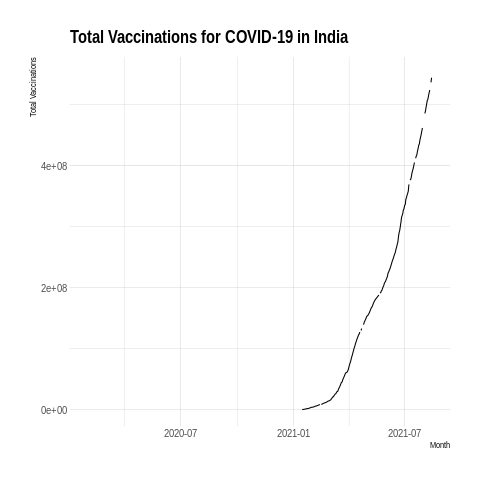 Total Vaccinations for COVID-19 in India
Total Vaccinations
4e+08
2e+08
0e+00
2020-07 2021-01 2021-07
Month